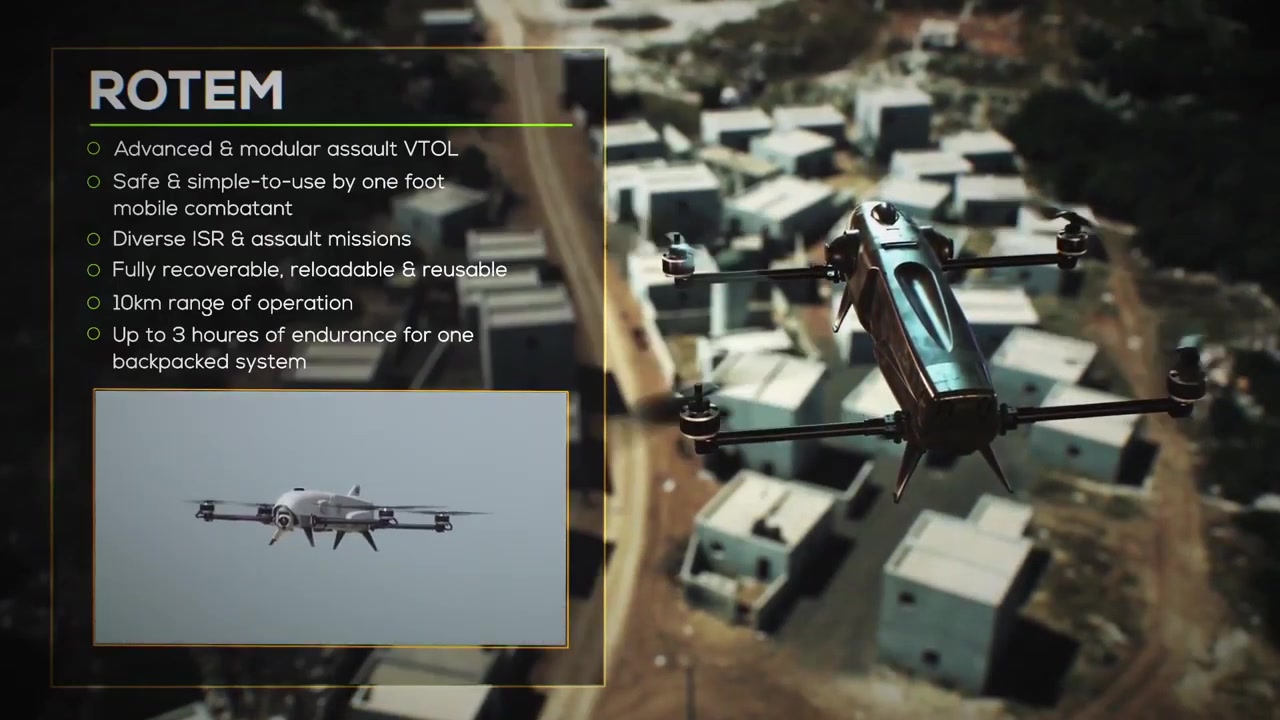 ROTEM
Advanced & modular assault VTOL
Safe & simple-to-use by one foot
mobile combatant
Diverse ISR & assault missions
Fully recoverable, reloadable & reusable
10km range of operation
Up to 3 houres of endurance for one
backpacked system